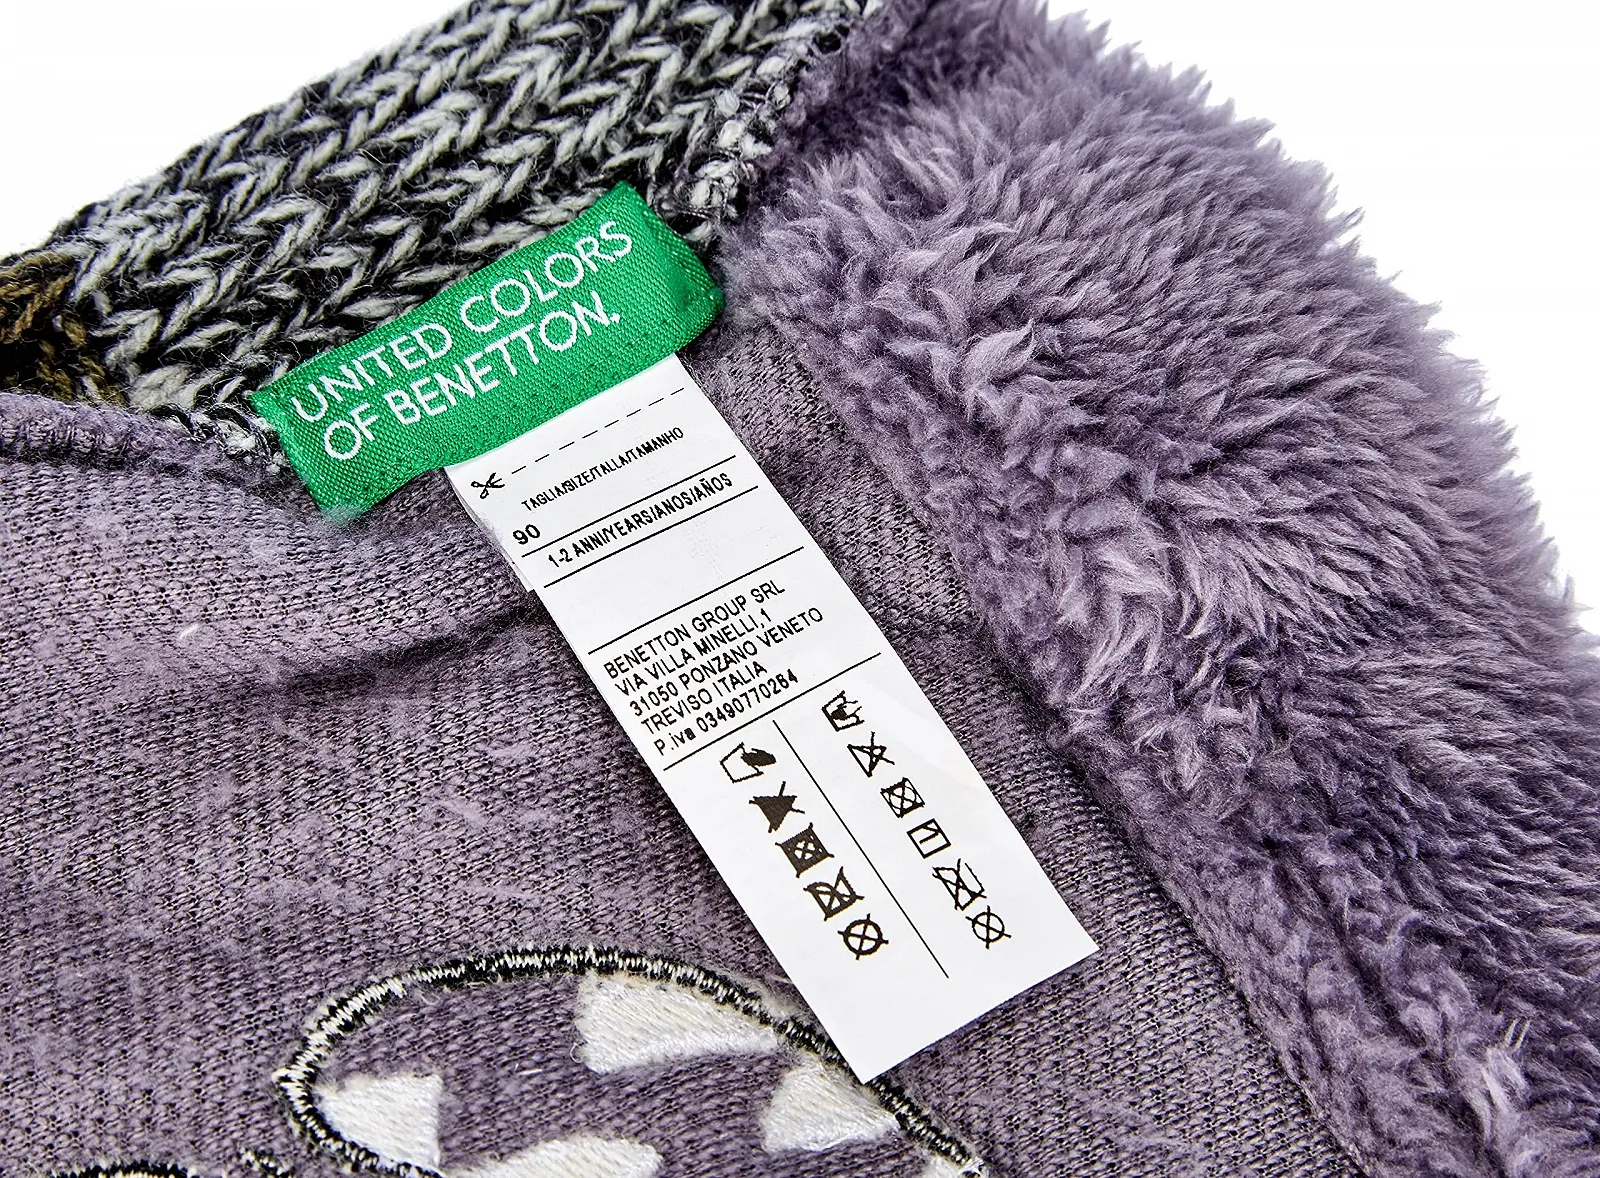 UNITED COLORS
OF BENETTON.
TAGLIA/SIZE/TALLA/TAMANHO
90
1-2 ANNI/YEARS/ANOS/AÑOS
BENETTON GROUP SRL
VIA VILLA MINELLI,1
31050 PONZANO VENETO
TREVISO ITALIA
P.iva 03490770264